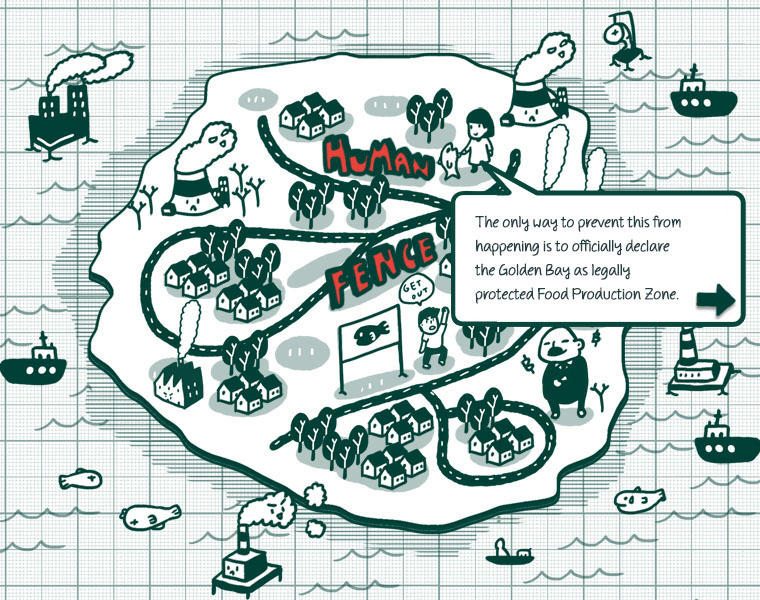 HUMAN
FENCE
The only way to prevent this from
happening is to officially declare
the Golden Bay as legally
protected Food Production Zone.
GET
OUT
$
$
$